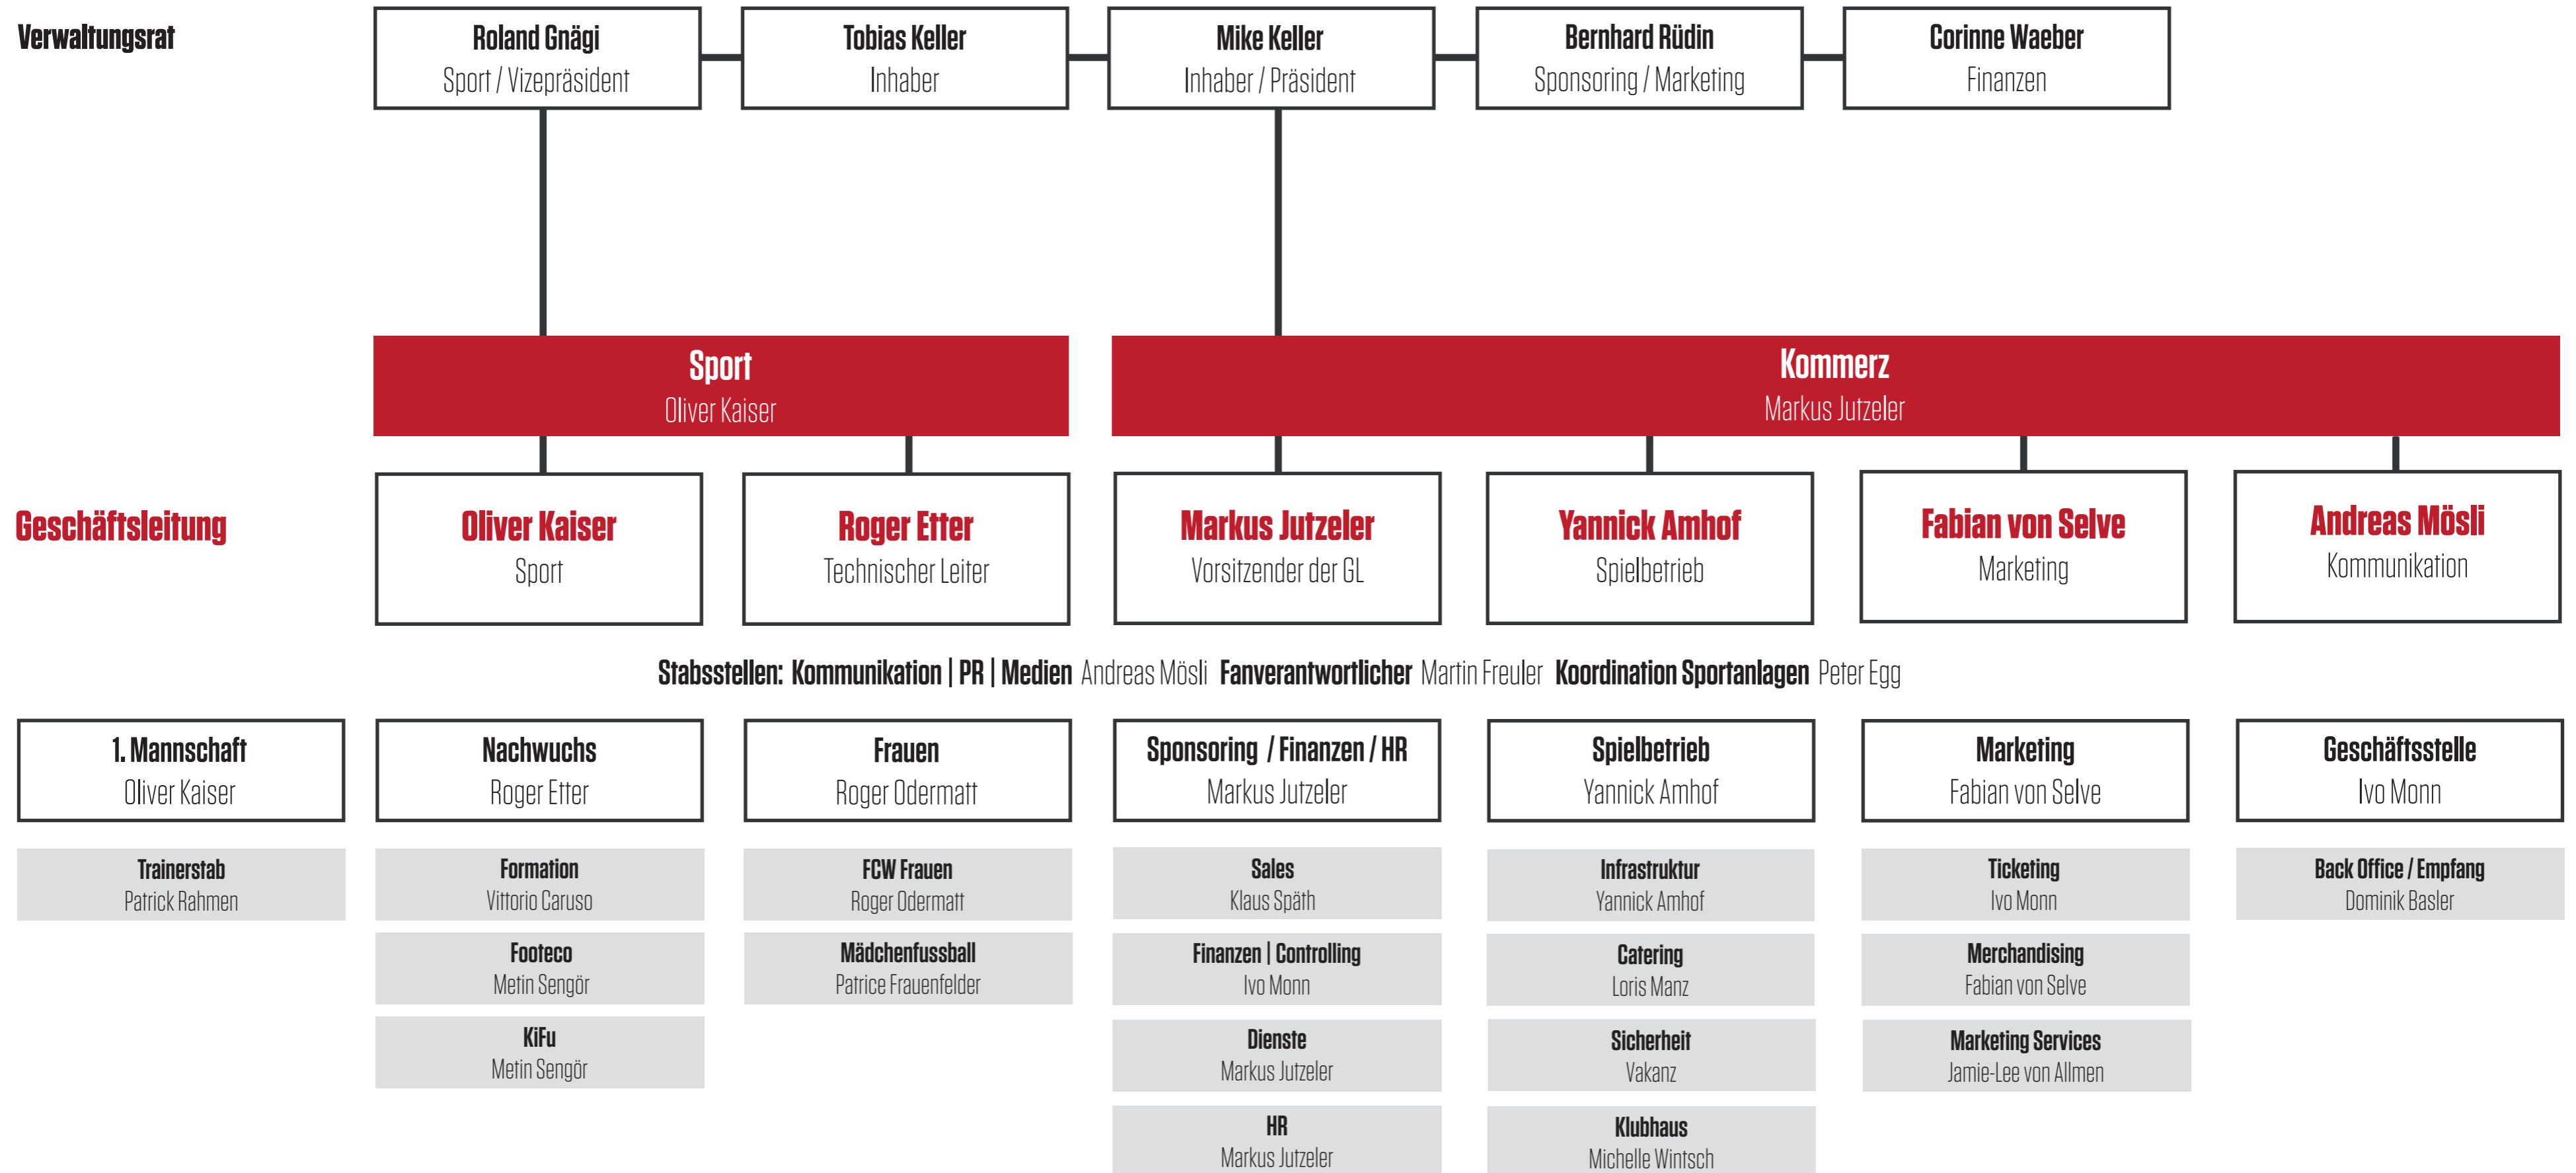 Verwaltungsrat
Roland Gnägi
Sport / Vizepräsident
Tobias Keller
Inhaber
Mike Keller
Inhaber / Präsident
Bernhard Rüdin
Sponsoring / Marketing
Corinne Waeber
Finanzen
Sport
Oliver Kaiser
Kommerz
Markus Jutzeler
Geschäftsleitung
Oliver Kaiser
Sport
Roger Etter
Technischer Leiter
Markus Jutzeler
Vorsitzender der GL
Yannick Amhof
Spielbetrieb
Fabian von Selve
Marketing
Andreas Mösli
Kommunikation
Stabsstellen: Kommunikation | PR | Medien Andreas Mösli Fanverantwortlicher Martin Freuler Koordination Sportanlagen Peter Egg
1. Mannschaft
Oliver Kaiser
Nachwuchs
Roger Etter
Frauen
Roger Odermatt
Sponsoring / Finanzen / HR
Markus Jutzeler
Spielbetrieb
Yannick Amhof
Marketing
Fabian von Selve
Geschäftsstelle
Ivo Monn
Trainerstab
Patrick Rahmen
Formation
Vittorio Caruso
FCW Frauen
Roger Odermatt
Sales
Klaus Späth
Infrastruktur
Yannick Amhof
Ticketing
Ivo Monn
Back Office / Empfang
Dominik Basler
Footeco
Metin Sengör
Mädchenfussball
Patrice Frauenfelder
Finanzen | Controlling
Ivo Monn
Catering
Loris Manz
Merchandising
Fabian von Selve
KiFu
Metin Sengör
Dienste
Markus Jutzeler
Sicherheit
Vakanz
Marketing Services
Jamie-Lee von Allmen
HR
Markus Jutzeler
Klubhaus
Michelle Wintsch